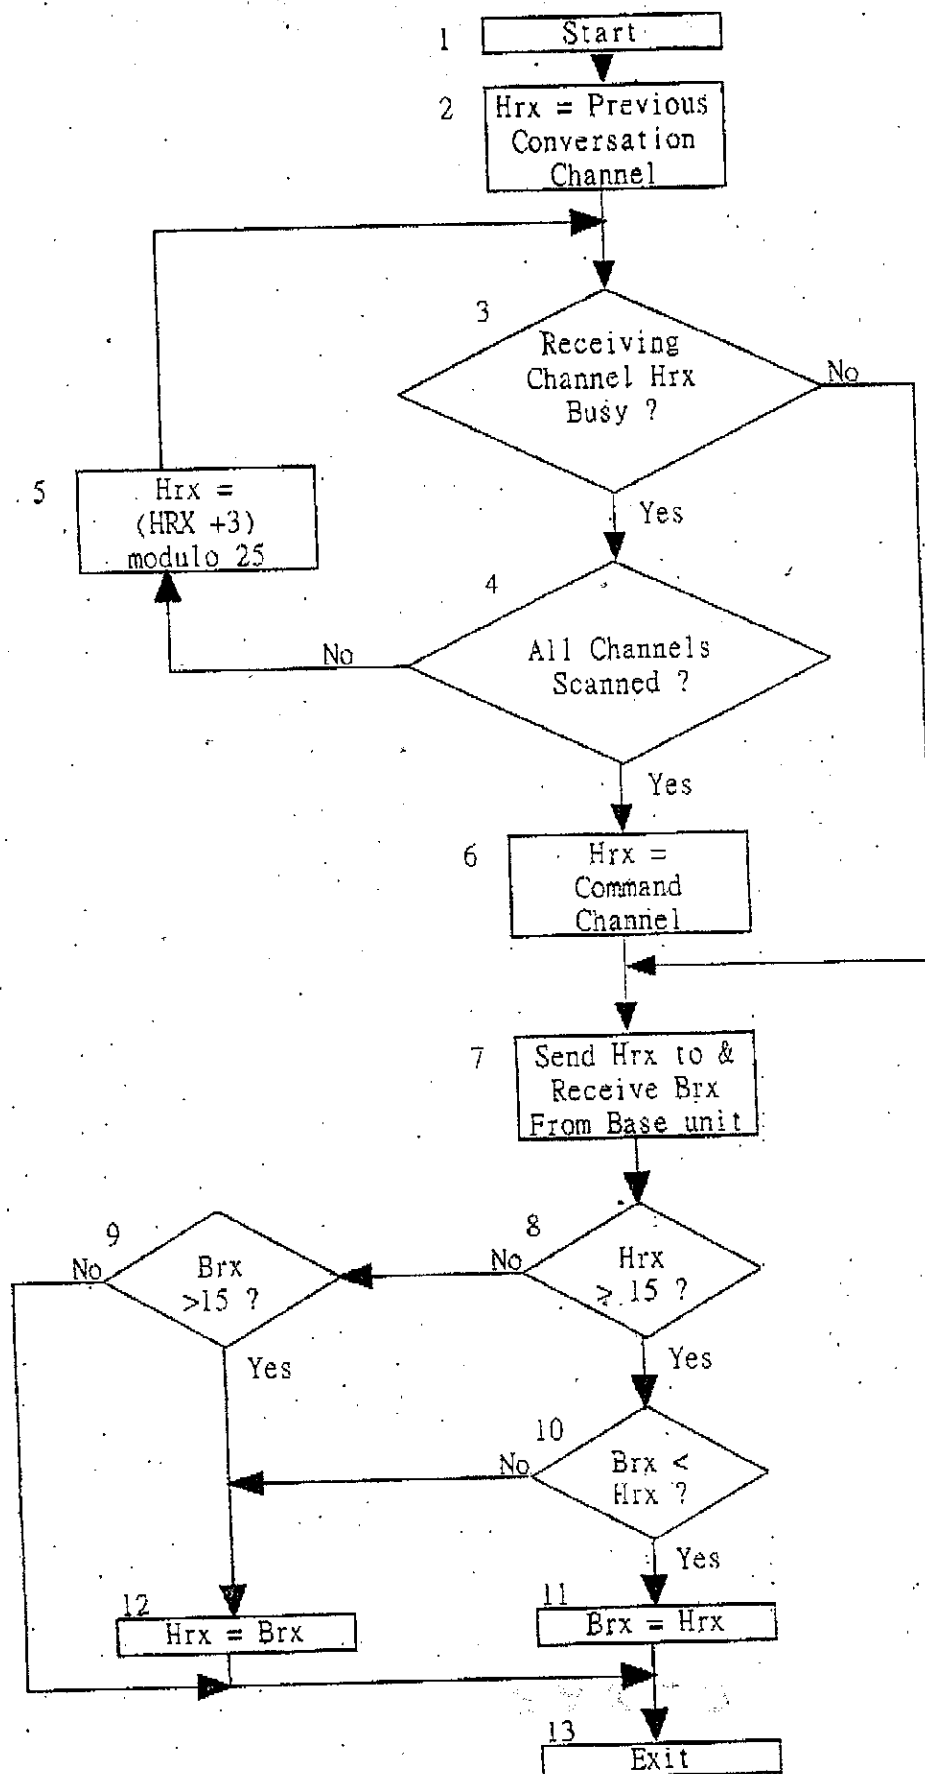 1
Start
2
Hrx = Previous
Conversation
Channel
3
Receiving
Channel Hrx
Busy ?
No
Yes
5
Hrx =
(HRX +3)
modulo 25
4
All Channels
Scanned ?
No
Yes
6
Hrx =
Command
Channel
7
Send Hrx to &
Receive Brx
From Base unit
8
Hrx
≥ 15 ?
No
Yes
9
Brx
>15 ?
No
Yes
10
Brx <
Hrx ?
No
Yes
12
Hrx = Brx
11
Brx = Hrx
13
Exit